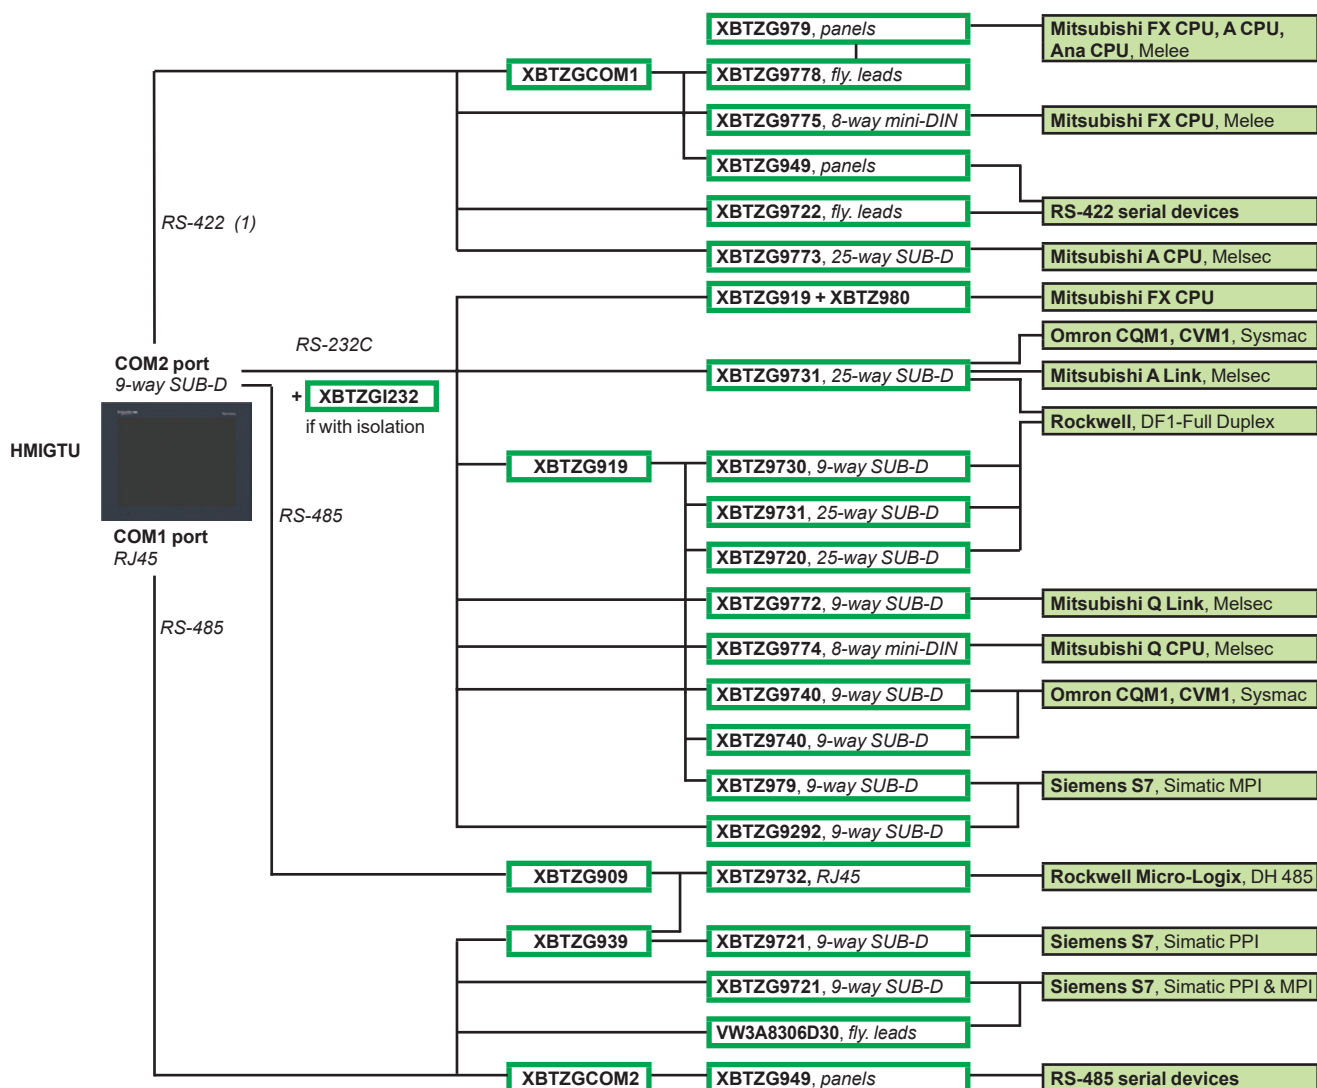 XBTZG979, panels
Mitsubishi FX CPU, A CPU,
Ana CPU, Melee
XBTZGCOM1
XBTZG9778, fly. leads
XBTZG9775, 8-way mini-DIN
Mitsubishi FX CPU, Melee
XBTZG949, panels
RS-422 (1)
XBTZG9722, fly. leads
RS-422 serial devices
XBTZG9773, 25-way SUB-D
Mitsubishi A CPU, Melsec
XBTZG919 + XBTZ980
Mitsubishi FX CPU
RS-232C
Omron CQM1, CVM1, Sysmac
COM2 port
9-way SUB-D
XBTZG9731, 25-way SUB-D
Mitsubishi A Link, Melsec
+ XBTZGI232
if with isolation
Rockwell, DF1-Full Duplex
HMIGTU
XBTZG919
XBTZ9730, 9-way SUB-D
RS-485
XBTZ9731, 25-way SUB-D
COM1 port
RJ45
XBTZ9720, 25-way SUB-D
XBTZG9772, 9-way SUB-D
Mitsubishi Q Link, Melsec
RS-485
XBTZG9774, 8-way mini-DIN
Mitsubishi Q CPU, Melsec
XBTZG9740, 9-way SUB-D
Omron CQM1, CVM1, Sysmac
XBTZ9740, 9-way SUB-D
XBTZ979, 9-way SUB-D
Siemens S7, Simatic MPI
XBTZG9292, 9-way SUB-D
XBTZG909
XBTZ9732, RJ45
Rockwell Micro-Logix, DH 485
XBTZG939
XBTZ9721, 9-way SUB-D
Siemens S7, Simatic PPI
XBTZG9721, 9-way SUB-D
Siemens S7, Simatic PPI & MPI
VW3A8306D30, fly. leads
XBTZGCOM2
XBTZG949, panels
RS-485 serial devices